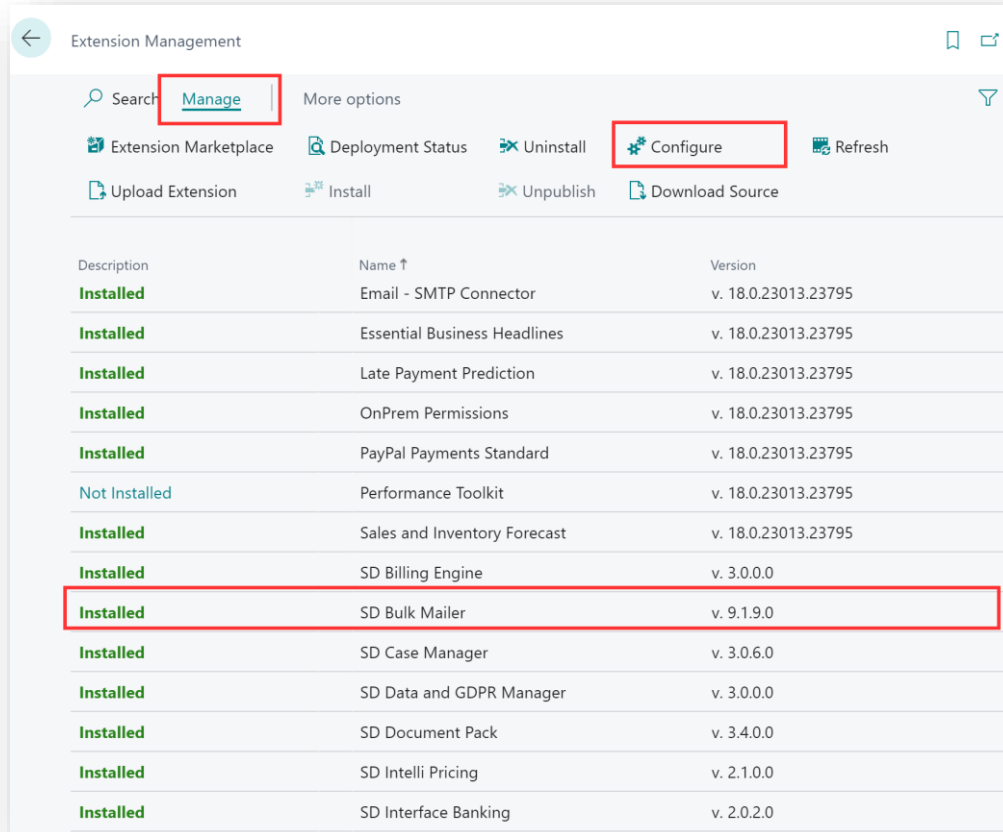 Extension Management
Search Manage More options
Extension Marketplace Deployment Status Uninstall Configure Refresh
Upload Extension Install Unpublish Download Source
Description Name ↑ Version
Installed Email - SMTP Connector v. 18.0.23013.23795
Installed Essential Business Headlines v. 18.0.23013.23795
Installed Late Payment Prediction v. 18.0.23013.23795
Installed OnPrem Permissions v. 18.0.23013.23795
Installed PayPal Payments Standard v. 18.0.23013.23795
Not Installed Performance Toolkit v. 18.0.23013.23795
Installed Sales and Inventory Forecast v. 18.0.23013.23795
Installed SD Billing Engine v. 3.0.0.0
Installed SD Bulk Mailer v. 9.1.9.0
Installed SD Case Manager v. 3.0.6.0
Installed SD Data and GDPR Manager v. 3.0.0.0
Installed SD Document Pack v. 3.4.0.0
Installed SD Intelli Pricing v. 2.1.0.0
Installed SD Interface Banking v. 2.0.2.0